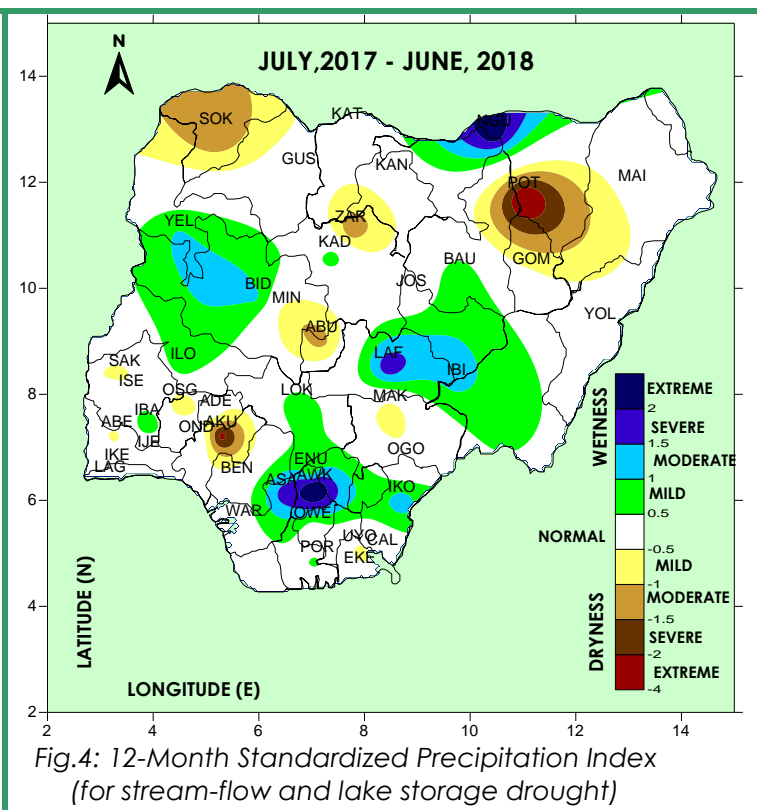 N
JULY,2017 - JUNE, 2018
14
12
10
8
6
4
2
SOK
KAT
NGU
GUS
KAN
MAI
POT
YEL
ZAR
KAD
BAU
GOM
BID
JOS
MIN
YOL
ABU
ILO
LAF
IBI
SAK
ISE
OSG
ADE
LOK
MAK
IBA
ABE
OND
AKU
IJE
IKE
LAG
BEN
OGO
ENU
ASA
AWK
IKO
WAR
OWE
POR
UYO
CAL
EKE
WETNESS
EXTREME
2
SEVERE
1.5
MODERATE
1
MILD
0.5
NORMAL
-0.5
MILD
-1
MODERATE
-1.5
SEVERE
-2
EXTREME
-4
DRYNESS
LATITUDE (N)
LONGITUDE (E)
2 4 6 8 10 12 14
Fig.4: 12-Month Standardized Precipitation Index
(for stream-flow and lake storage drought)